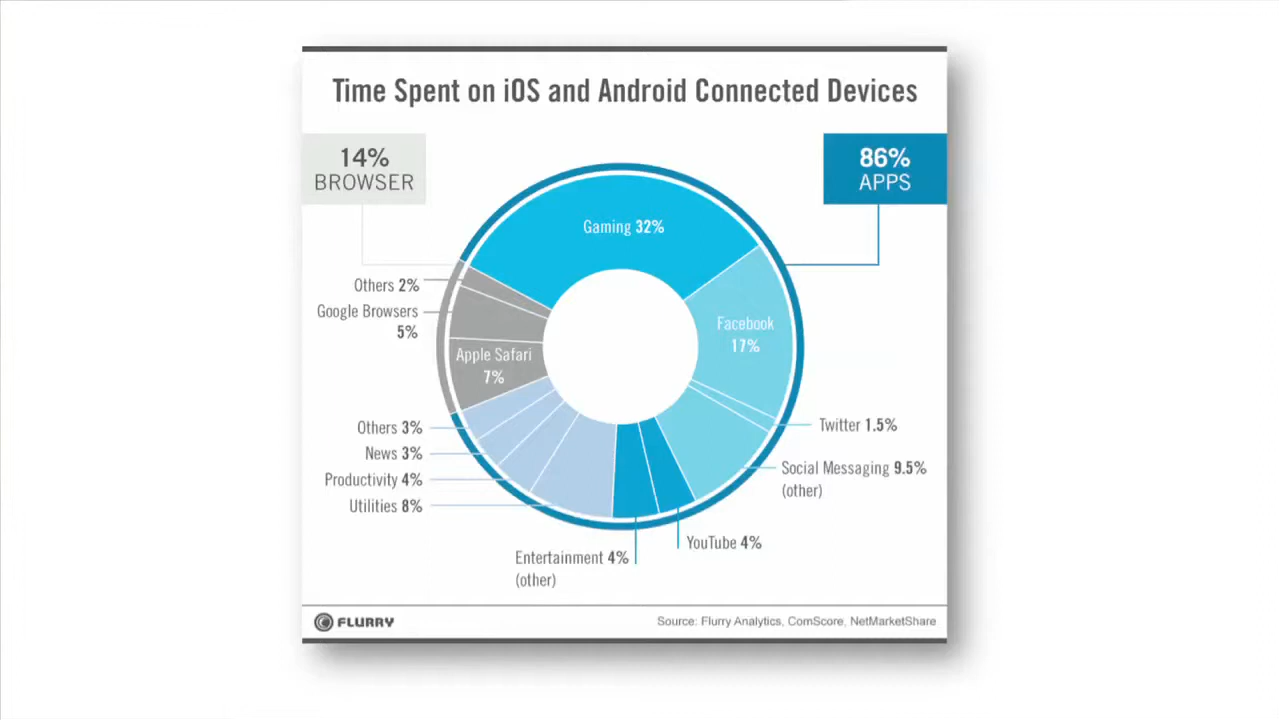 Time Spent on iOS and Android Connected Devices
14%
BROWSER
86%
APPS
Gaming 32%
Others 2%
Google Browsers
5%
Apple Safari
7%
Facebook
17%
Twitter 1.5%
Social Messaging 9.5%
(other)
Others 3%
News 3%
Productivity 4%
Utilities 8%
Entertainment 4%
(other)
YouTube 4%
FLURRY
Source: Flurry Analytics, ComScore, NetMarketShare